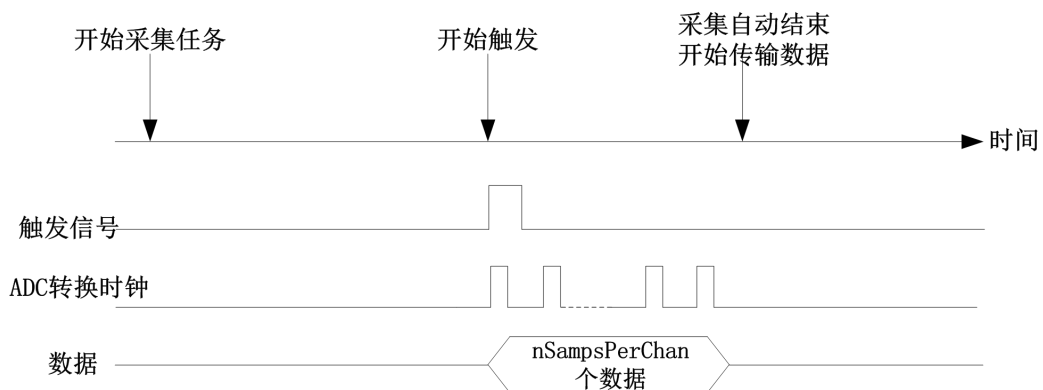 开始采集任务
开始触发
采集自动结束
开始传输数据
时间
触发信号
ADC转换时钟
数据
nSampsPerChan
个数据